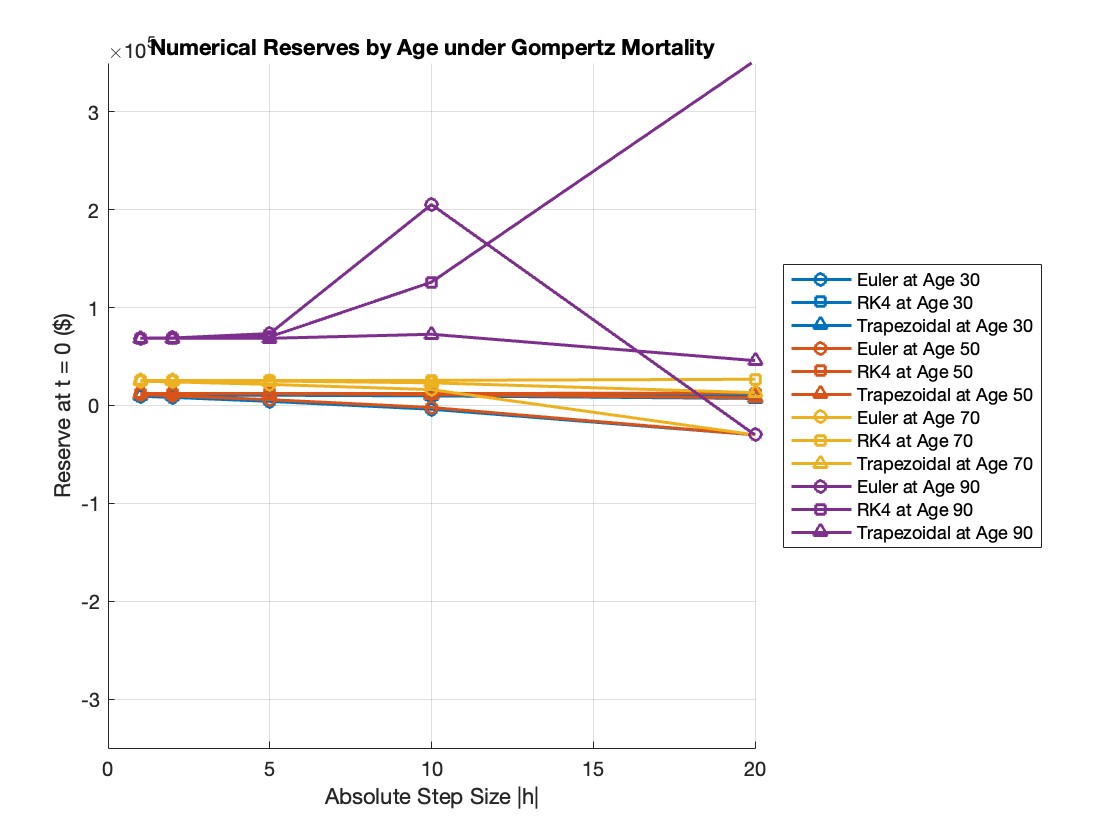 ×10⁵
Numerical Reserves by Age under Gompertz Mortality
3
2
1
0
-1
-2
-3
Reserve at t = 0 ($)
0 5 10 15 20
Absolute Step Size |h|
Euler at Age 30
RK4 at Age 30
Trapezoidal at Age 30
Euler at Age 50
RK4 at Age 50
Trapezoidal at Age 50
Euler at Age 70
RK4 at Age 70
Trapezoidal at Age 70
Euler at Age 90
RK4 at Age 90
Trapezoidal at Age 90